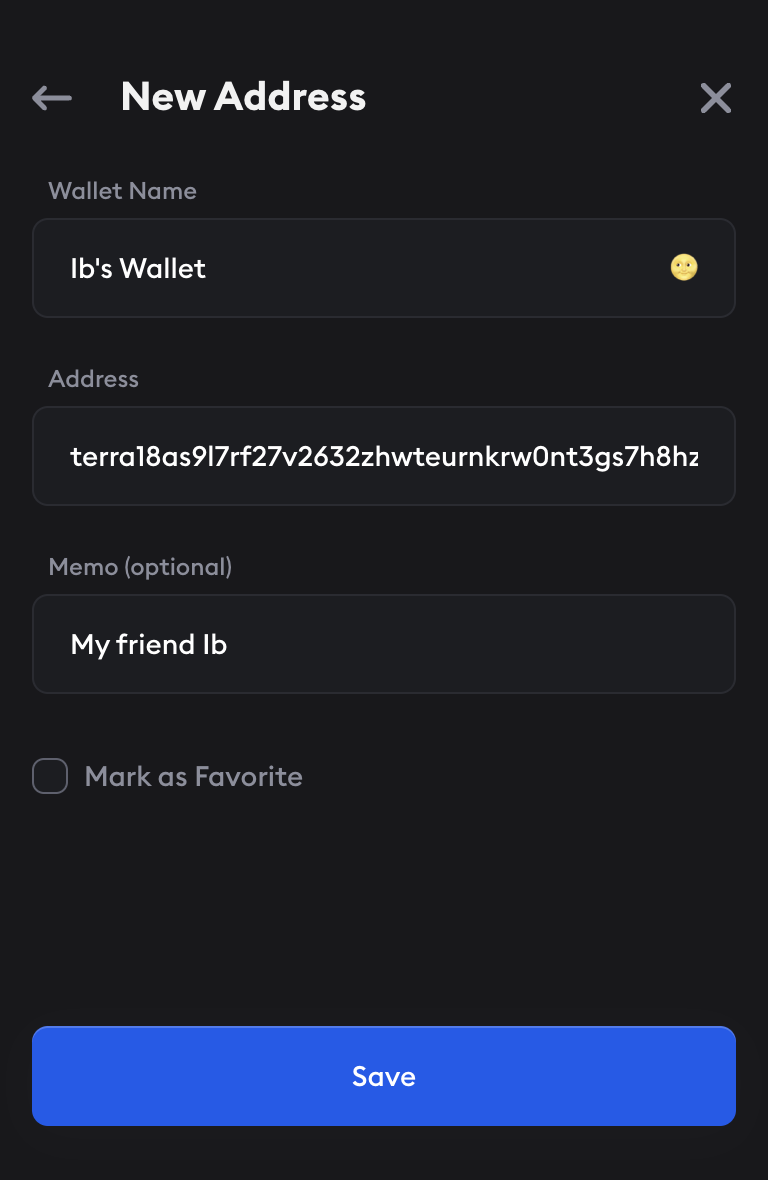 New Address
Wallet Name
Ib's Wallet
Address
terra18as9l7rf27v2632zhwteurnkrw0nt3gs7h8hz
Memo (optional)
My friend Ib
Mark as Favorite
Save